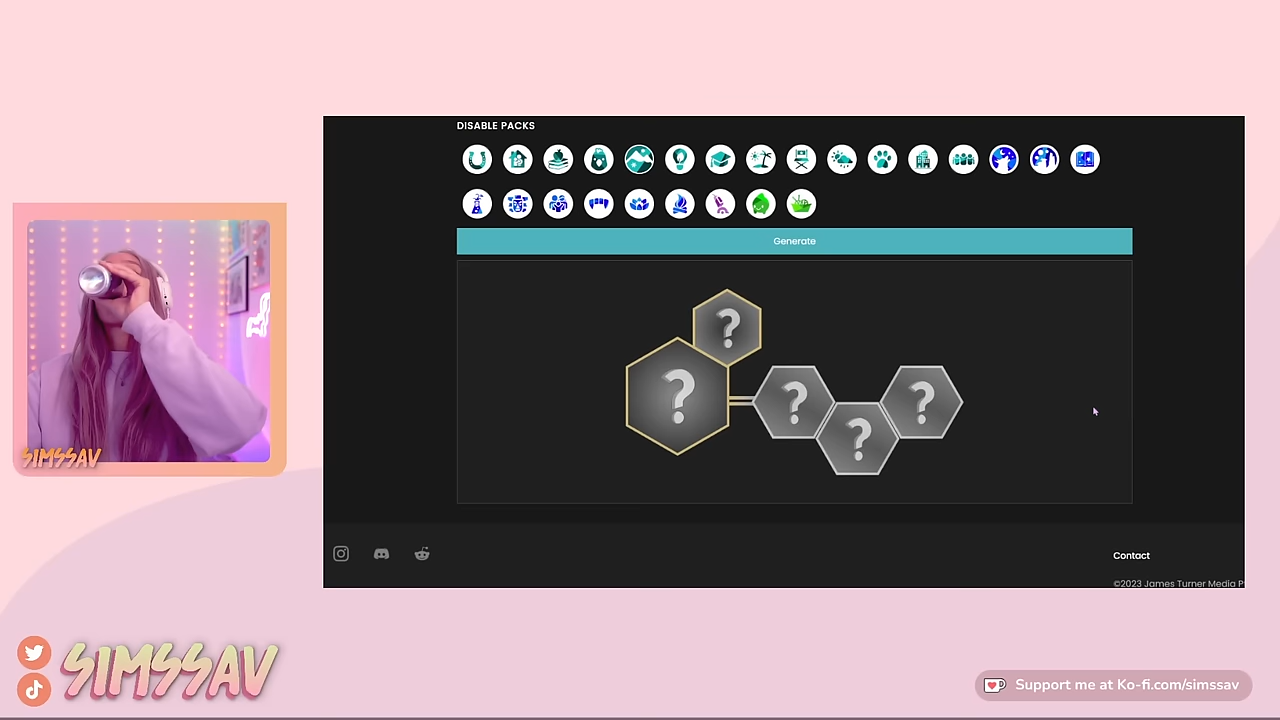 DISABLE PACKS
Generate
? ? ? ? ?
SIMSSAV
Contact
©2023 James Turner Media P
SIMSSAV
Support me at Ko-fi.com/simssav